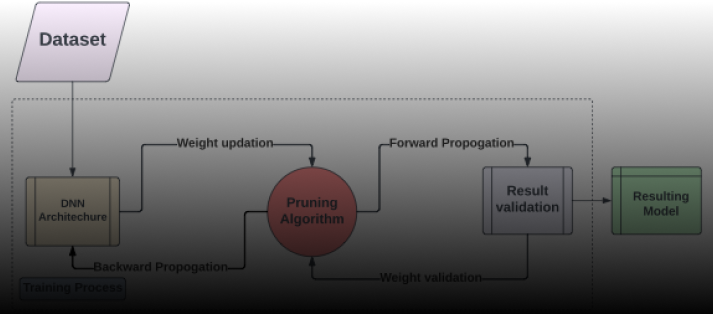 Dataset
Weight updation
Forward Propogation
DNN
Architechure
Pruning
Algorithm
Result
validation
Resulting
Model
Backward Propogation
Weight validation
Training Process